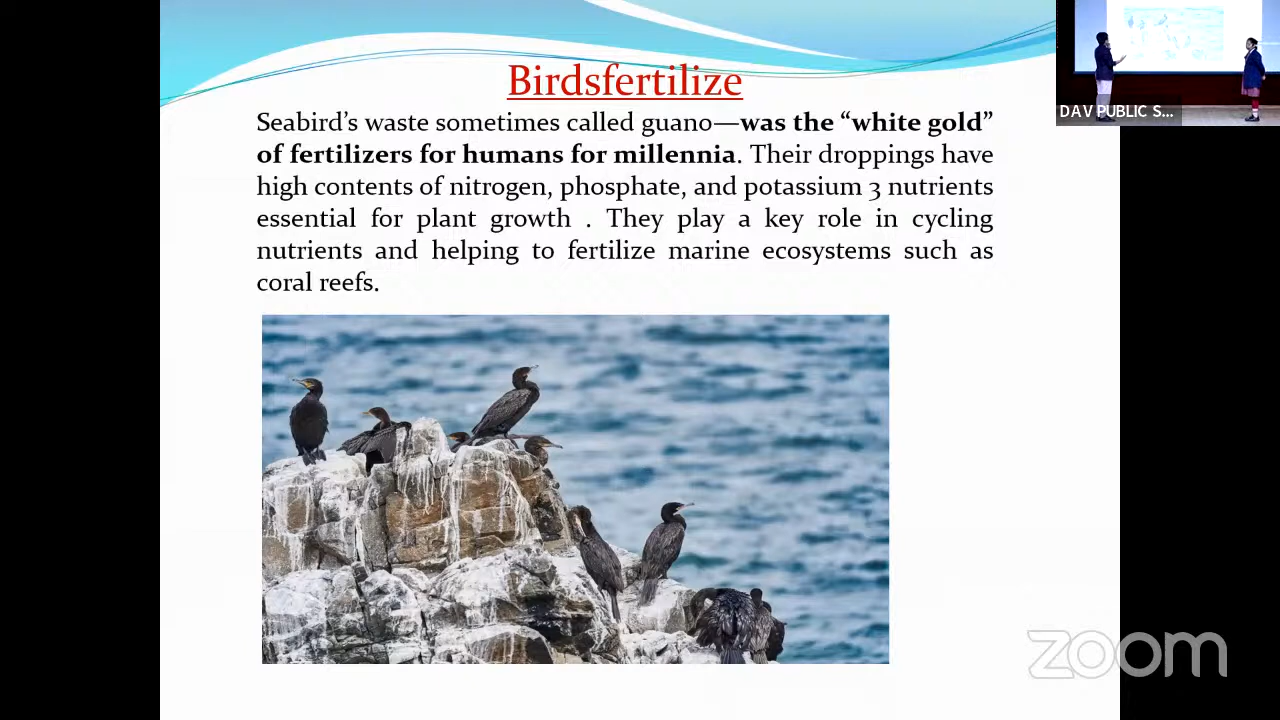 Birdsfertilize
Seabird’s waste sometimes called guano—was the “white gold”
of fertilizers for humans for millennia. Their droppings have
high contents of nitrogen, phosphate, and potassium 3 nutrients
essential for plant growth . They play a key role in cycling
nutrients and helping to fertilize marine ecosystems such as
coral reefs.
DAV PUBLIC S...
zoom